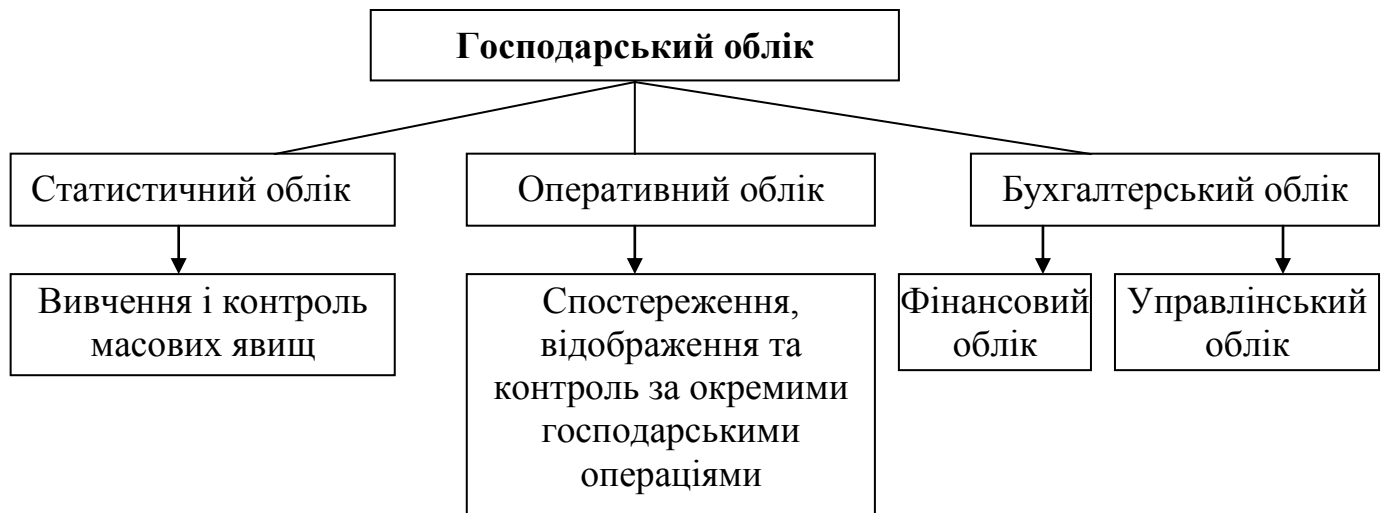 Господарський облік
Статистичний облік
Оперативний облік
Бухгалтерський облік
Вивчення і контроль
масових явищ
Спостереження,
відображення та
контроль за окремими
господарськими
операціями
Фінансовий
облік
Управлінський
облік